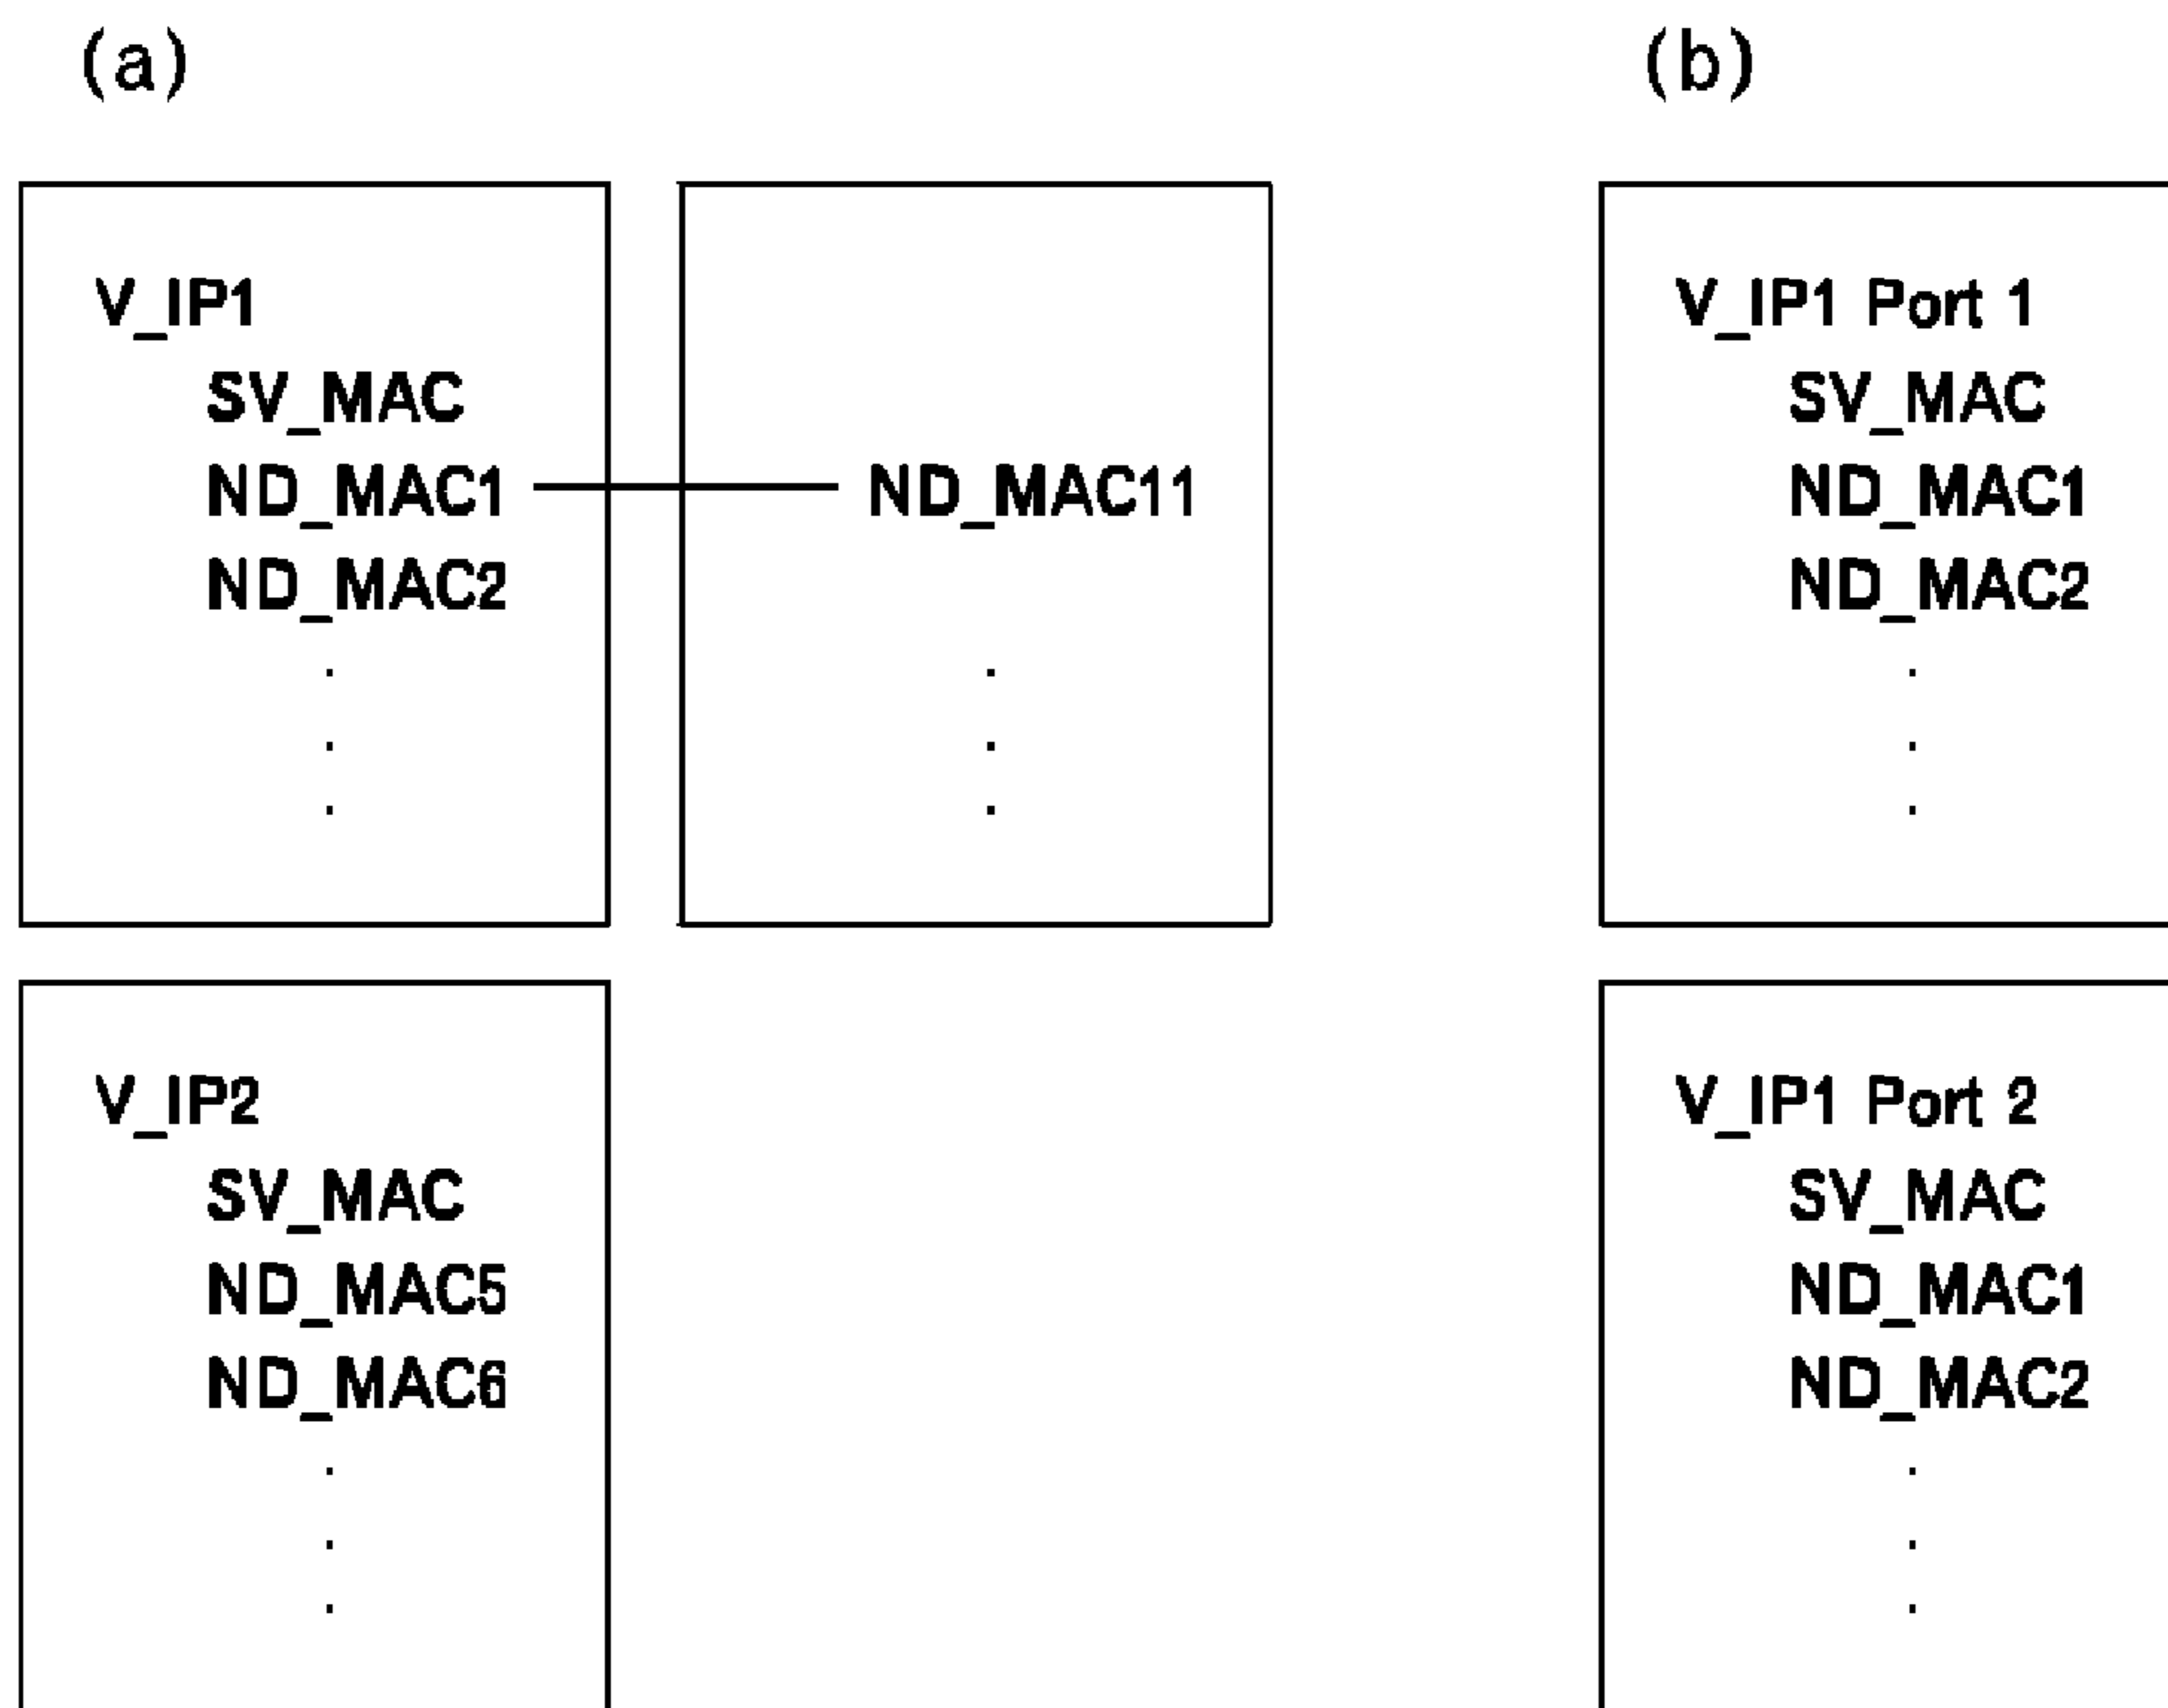 (a)
V_IP1
SV_MAC
ND_MAC1
ND_MAC2
ND_MAC11
V_IP2
SV_MAC
ND_MAC5
ND_MAC6
(b)
V_IP1 Port 1
SV_MAC
ND_MAC1
ND_MAC2
V_IP1 Port 2
SV_MAC
ND_MAC1
ND_MAC2